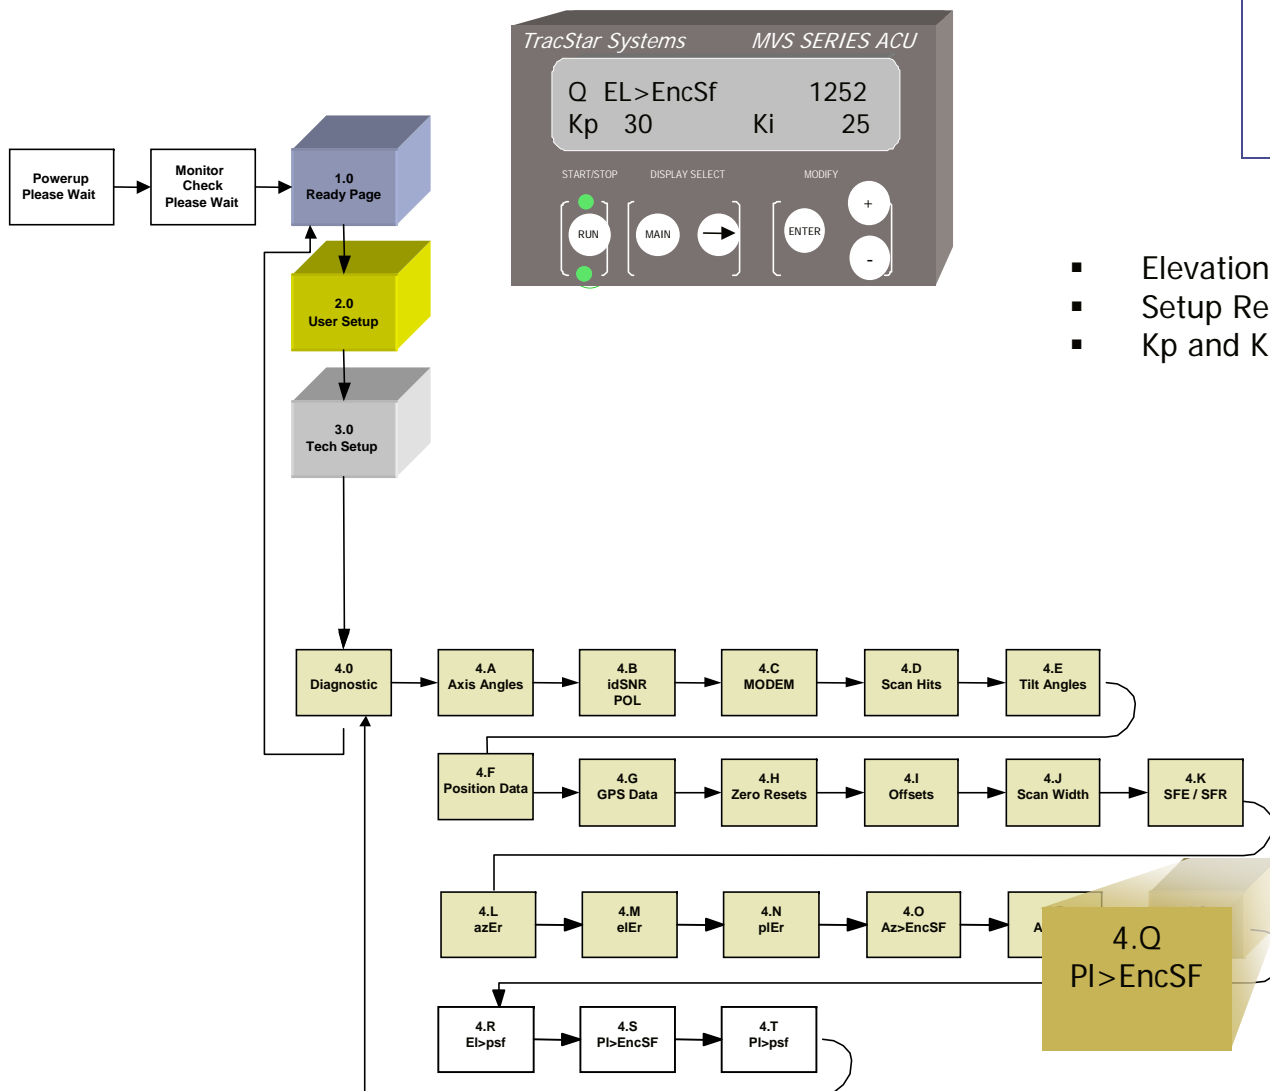 TracStar Systems MVS SERIES ACU
Q EL>EncSf 1252
Kp 30 Ki 25
START/STOP DISPLAY SELECT MODIFY
RUN MAIN ENTER + -
Powerup
Please Wait
Monitor
Check
Please Wait
1.0
Ready Page
2.0
User Setup
3.0
Tech Setup
▪ Elevation
▪ Setup Re
▪ Kp and K
4.0
Diagnostic
4.A
Axis Angles
4.B
idSNR
POL
4.C
MODEM
4.D
Scan Hits
4.E
Tilt Angles
4.F
Position Data
4.G
GPS Data
4.H
Zero Resets
4.I
Offsets
4.J
Scan Width
4.K
SFE / SFR
4.L
azEr
4.M
elEr
4.N
plEr
4.O
Az>EncSF
A
4.Q
Pl>EncSF
4.R
El>psf
4.S
Pl>EncSF
4.T
Pl>psf